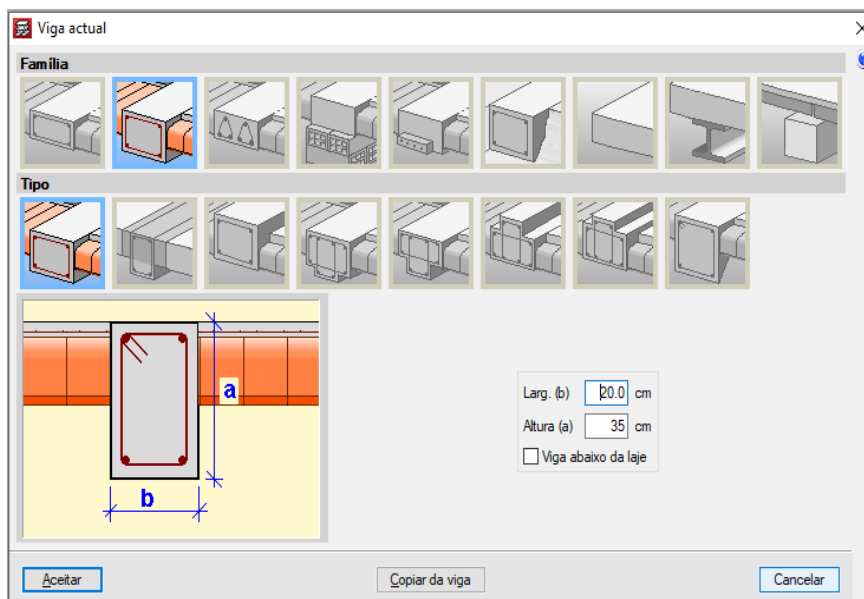 Viga actual
Família
Tipo
a
b
Larg. (b) 20.0 cm
Altura (a) 35 cm
Viga abaixo da laje
Aceitar
Copiar da viga
Cancelar